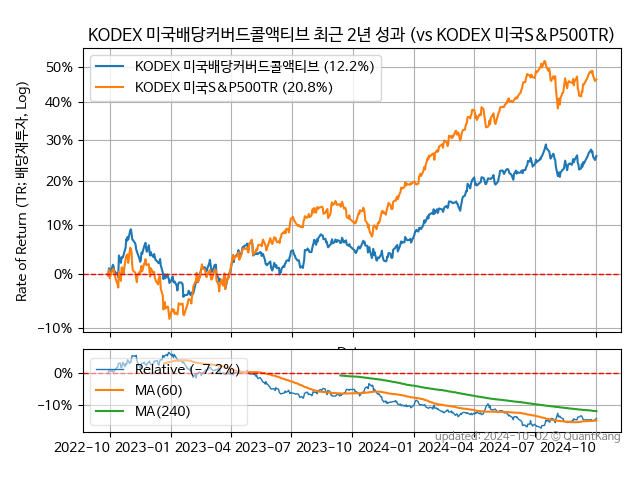 KODEX 미국배당커버드콜액티브 최근 2년 성과 (vs KODEX 미국S&P500TR)
KODEX 미국배당커버드콜액티브 (12.2%)
KODEX 미국S&P500TR (20.8%)
Rate of Return (TR: 배당재투자, Log)
50%
40%
30%
20%
10%
0%
−10%
Relative (−7.2%)
MA(60)
MA(240)
0%
−10%
2022−10 2023−01 2023−04 2023−07 2023−10 2024−01 2024−04 2024−07 2024−10
updated: 2024−10−02 © QuantKang